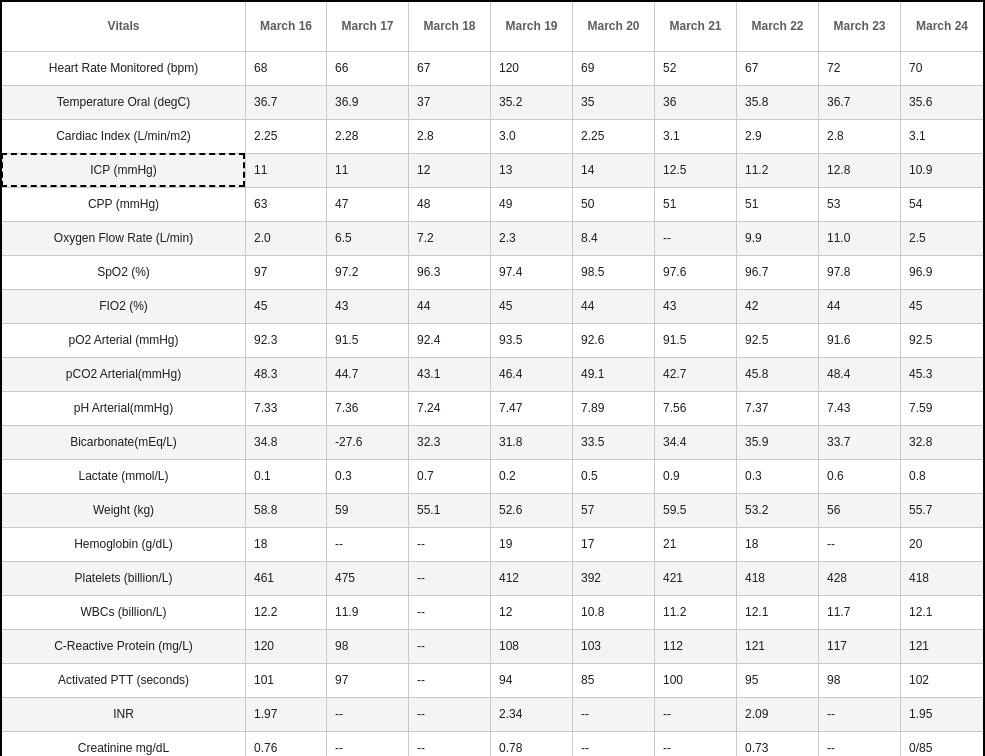 Vitals March 16 March 17 March 18 March 19 March 20 March 21 March 22 March 23 March 24
Heart Rate Monitored (bpm) 68 66 67 120 69 52 67 72 70
Temperature Oral (degC) 36.7 36.9 37 35.2 35 36 35.8 36.7 35.6
Cardiac Index (L/min/m2) 2.25 2.28 2.8 3.0 2.25 3.1 2.9 2.8 3.1
ICP (mmHg) 11 11 12 13 14 12.5 11.2 12.8 10.9
CPP (mmHg) 63 47 48 49 50 51 51 53 54
Oxygen Flow Rate (L/min) 2.0 6.5 7.2 2.3 8.4 -- 9.9 11.0 2.5
SpO2 (%) 97 97.2 96.3 97.4 98.5 97.6 96.7 97.8 96.9
FIO2 (%) 45 43 44 45 44 43 42 44 45
pO2 Arterial (mmHg) 92.3 91.5 92.4 93.5 92.6 91.5 92.5 91.6 92.5
pCO2 Arterial(mmHg) 48.3 44.7 43.1 46.4 49.1 42.7 45.8 48.4 45.3
pH Arterial(mmHg) 7.33 7.36 7.24 7.47 7.89 7.56 7.37 7.43 7.59
Bicarbonate(mEq/L) 34.8 -27.6 32.3 31.8 33.5 34.4 35.9 33.7 32.8
Lactate (mmol/L) 0.1 0.3 0.7 0.2 0.5 0.9 0.3 0.6 0.8
Weight (kg) 58.8 59 55.1 52.6 57 59.5 53.2 56 55.7
Hemoglobin (g/dL) 18 -- -- 19 17 21 18 -- 20
Platelets (billion/L) 461 475 -- 412 392 421 418 428 418
WBCs (billion/L) 12.2 11.9 -- 12 10.8 11.2 12.1 11.7 12.1
C-Reactive Protein (mg/L) 120 98 -- 108 103 112 121 117 121
Activated PTT (seconds) 101 97 -- 94 85 100 95 98 102
INR 1.97 -- -- 2.34 -- -- 2.09 -- 1.95
Creatinine mg/dL 0.76 -- -- 0.78 -- -- 0.73 -- 0/85